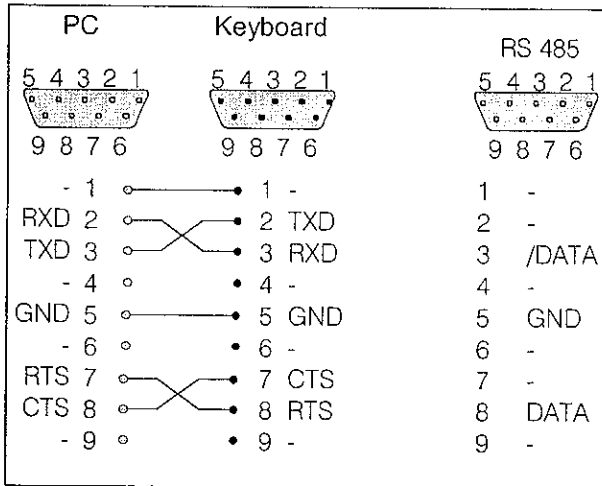 PC Keyboard
RS 485
5 4 3 2 1 5 4 3 2 1 5 4 3 2 1
9 8 7 6 9 8 7 6 9 8 7 6
- 1 1 - 1 -
RXD 2 2 TXD 2 -
TXD 3 3 RXD 3 /DATA
- 4 4 - 4 -
GND 5 5 GND 5 GND
- 6 6 - 6 -
RTS 7 7 CTS 7 -
CTS 8 8 RTS 8 DATA
- 9 9 - 9 -